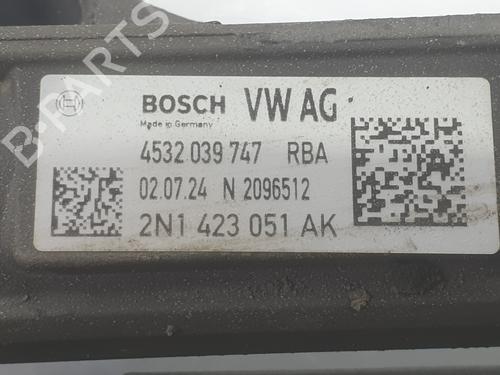 BOSCH VW AG
Made in Germany
4532 039 747 RBA
02.07.24 N 2096512
2N1 423 051 AK
B-PARTS